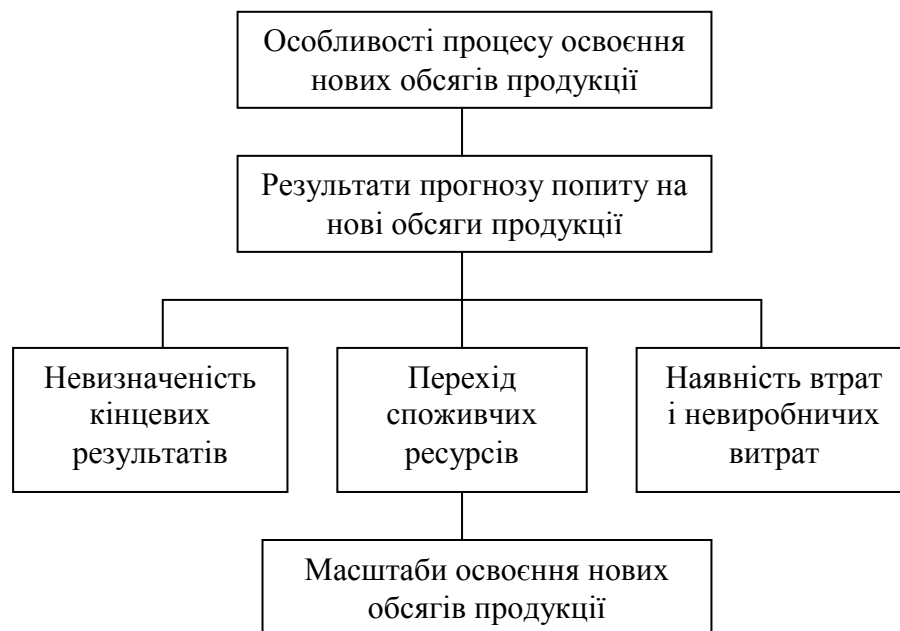 Особливості процесу освоєння
нових обсягів продукції
Результати прогнозу попиту на
нові обсяги продукції
Невизначеність
кінцевих
результатів
Перехід
споживчих
ресурсів
Наявність втрат
і невиробничих
витрат
Масштаби освоєння нових
обсягів продукції